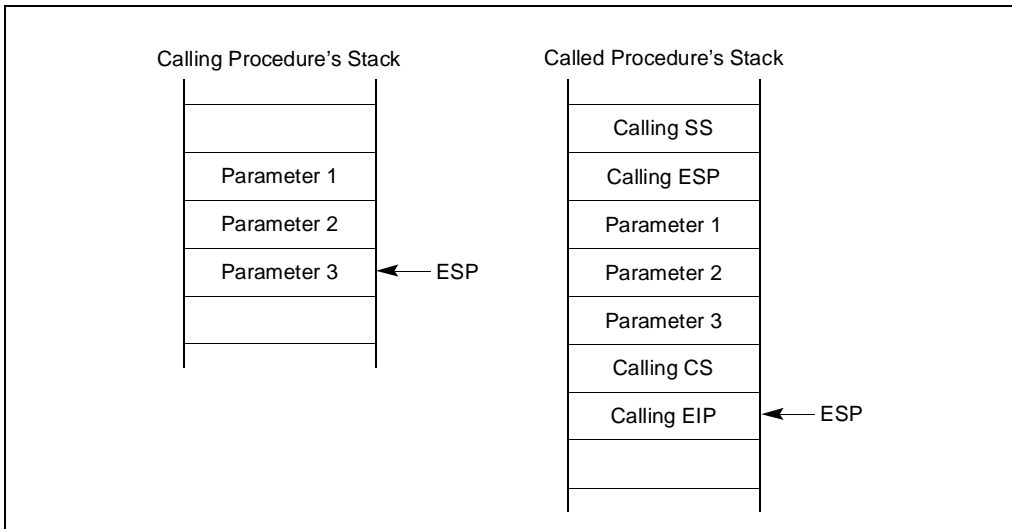 Calling Procedure’s Stack
Parameter 1
Parameter 2
Parameter 3
ESP
Called Procedure’s Stack
Calling SS
Calling ESP
Parameter 1
Parameter 2
Parameter 3
Calling CS
Calling EIP
ESP